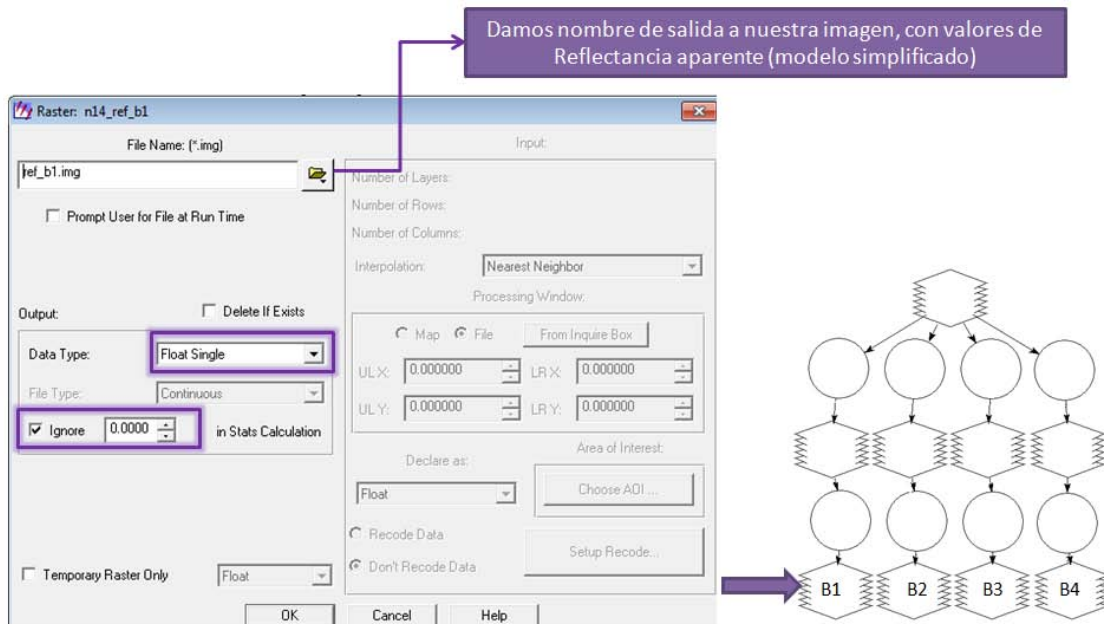 Damos nombre de salida a nuestra imagen, con valores de
Reflectancia aparente (modelo simplificado)
Raster: n14_ref_b1
File Name: (*.img)
ref_b1.img
Prompt User for File at Run Time
Output:
Delete If Exists
Data Type:
Float Single
File Type:
Continuous
Ignore
0.0000
in Stats Calculation
Temporary Raster Only
Float
Input:
Number of Layers:
Number of Rows:
Number of Columns:
Interpolation:
Nearest Neighbor
Processing Window:
Map
File
From Inquire Box
UL X:
0.000000
LR X:
0.000000
UL Y:
0.000000
LR Y:
0.000000
Declare as:
Float
Area of Interest:
Choose AOI ...
Recode Data
Don't Recode Data
Setup Recode...
OK
Cancel
Help
B1
B2
B3
B4